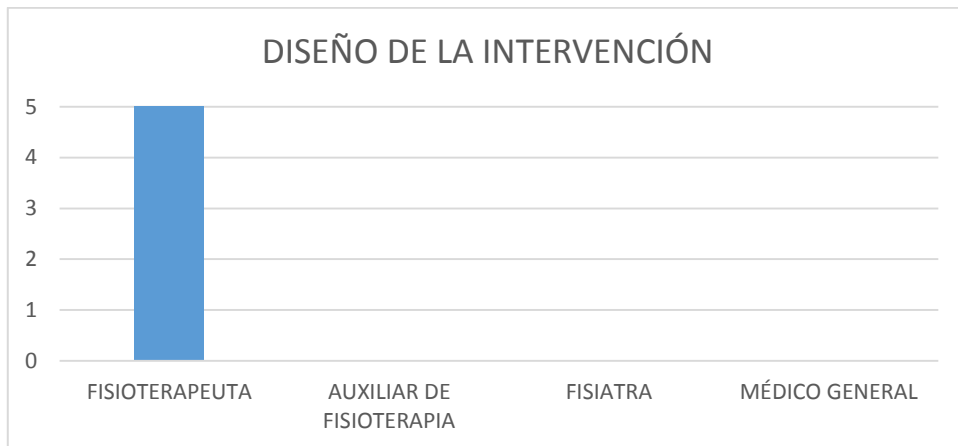 DISEÑO DE LA INTERVENCIÓN
5
4
3
2
1
0
FISIOTERAPEUTA
AUXILIAR DE
FISIOTERAPIA
FISIATRA
MÉDICO GENERAL